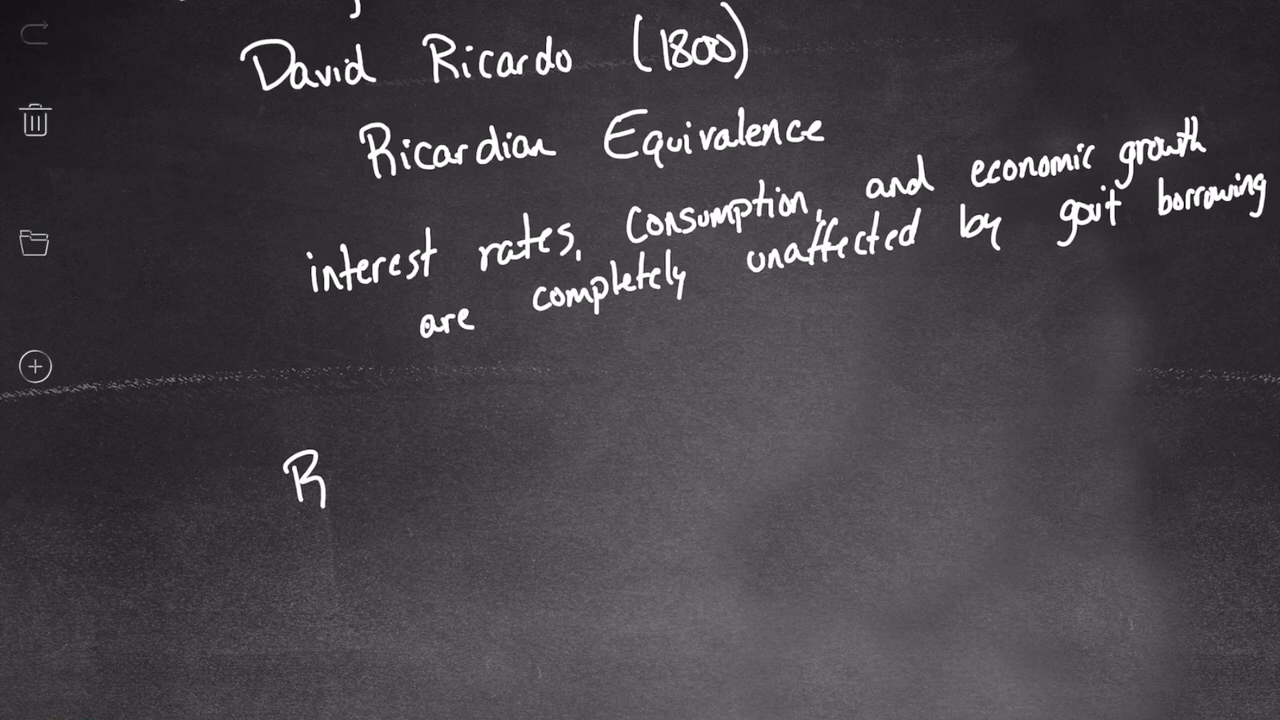 David Ricardo (1800)
Ricardian Equivalence
interest rates, consumption, and economic growth
are completely unaffected by gov't borrowing
R